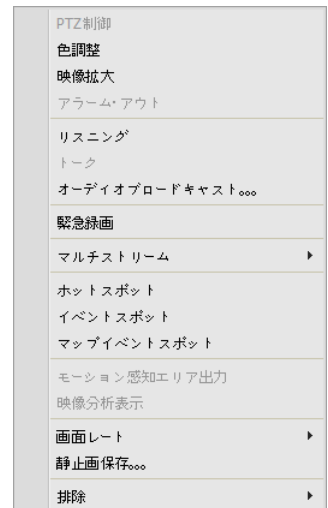 PTZ制御
色調整
映像拡大
アラーム・アウト
リスニング
トーク
オーディオブロードキャスト...
緊急録画
マルチストリーム
ホットスポット
イベントスポット
マップイベントスポット
モーション感知エリア出力
映像分析表示
画面レート
静止画保存...
排除